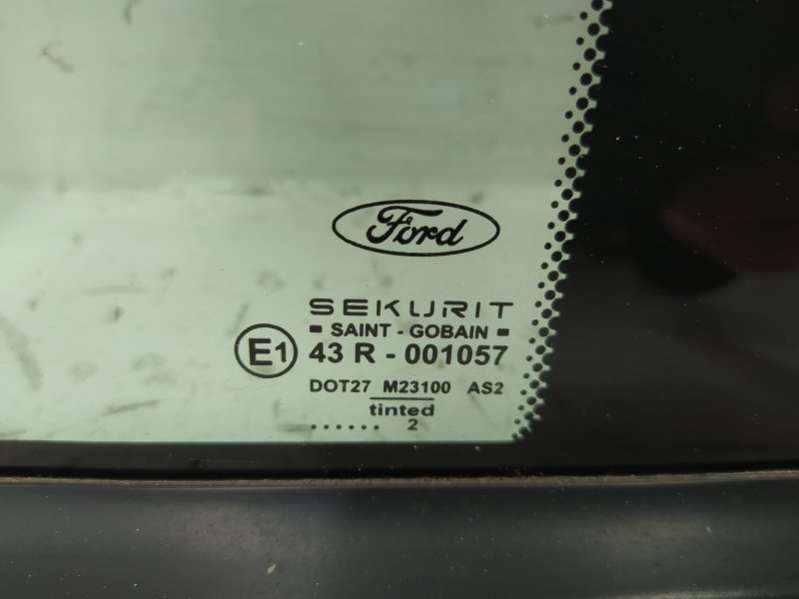 Ford
SEKURIT
SAINT - GOBAIN
E1 43 R - 001057
DOT27 M23100 AS2
tinted
...... 2